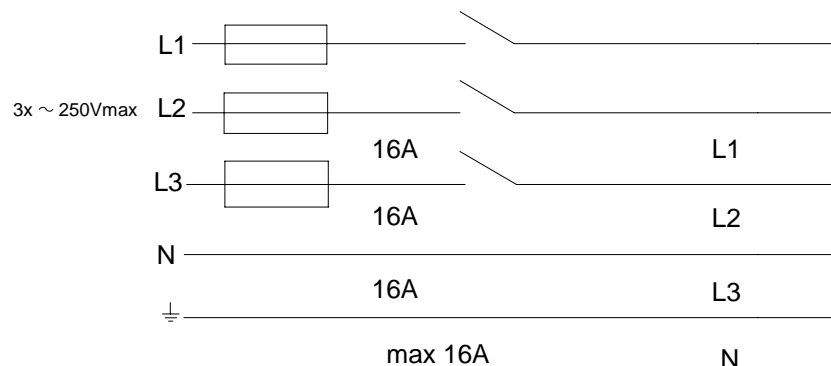 L1
3x ~ 250Vmax L2
16A L1
L3
16A L2
N
16A L3
max 16A N